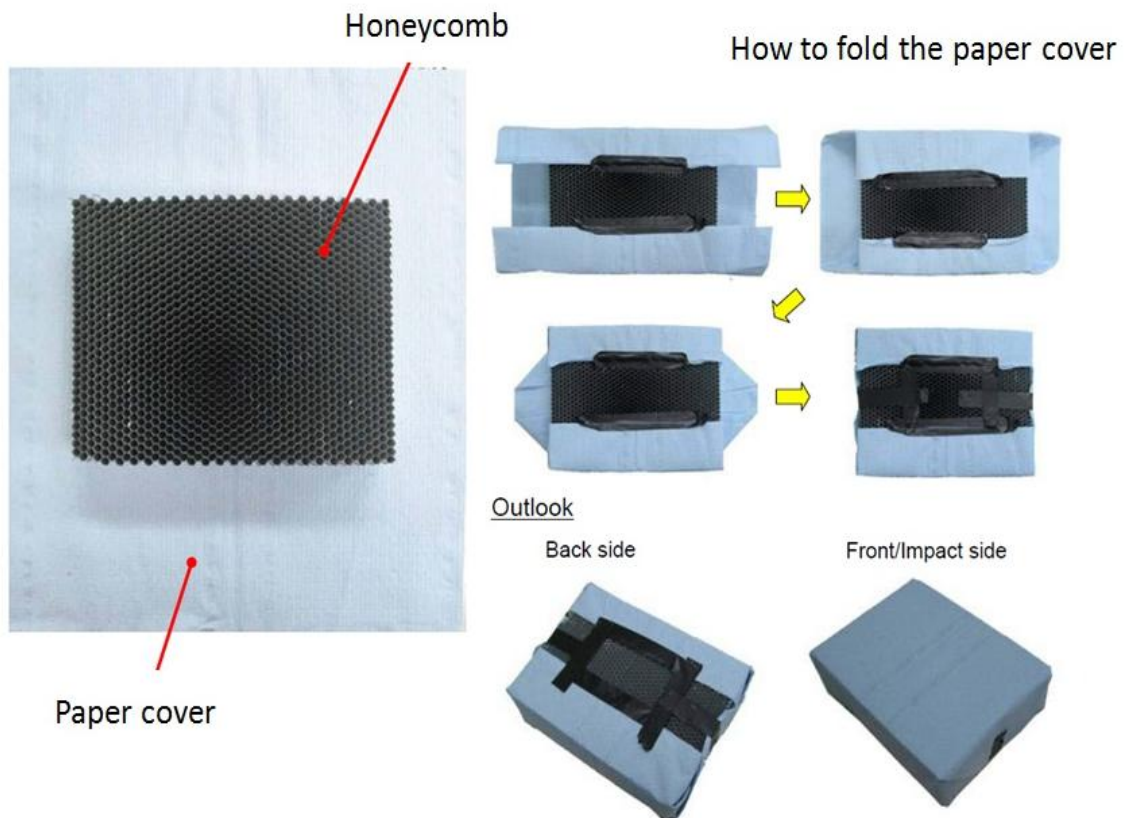 Honeycomb
How to fold the paper cover
Outlook
Back side
Front/Impact side
Paper cover